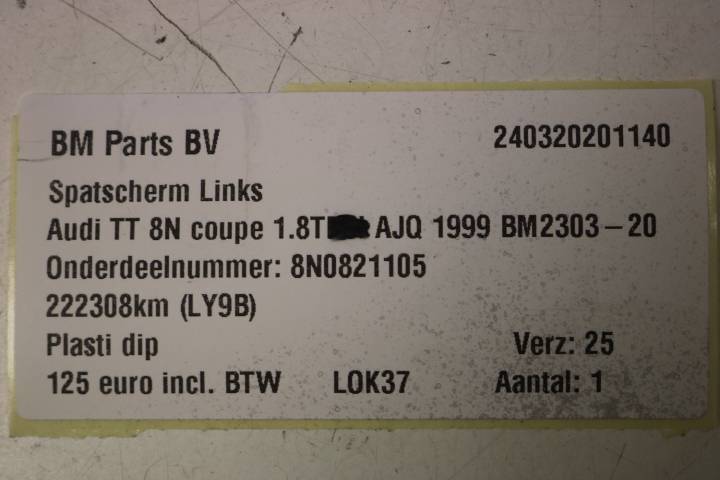 BM Parts BV 240320201140
Spatscherm Links
Audi TT 8N coupe 1.8T AJQ 1999 BM2303-20
Onderdeelnummer: 8N0821105
222308km (LY9B)
Plasti dip Verz: 25
125 euro incl. BTW LOK37 Aantal: 1